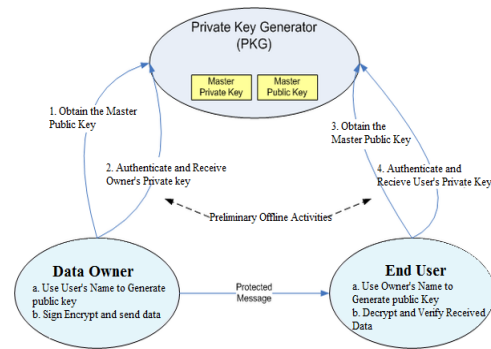 Private Key Generator
(PKG)
Master
Private Key
Master
Public Key
1. Obtain the Master
Public Key
2. Authenticate and Receive
Owner's Private key
3. Obtain the
Master Public Key
4. Authenticate and
Recieve User's Private Key
Preliminary Offline Activities
Data Owner
a. Use User's Name to Generate
public key
b. Sign Encrypt and send data
Protected
Message
End User
a. Use Owner's Name to
Generate public Key
b. Decrypt and Verify Received
Data